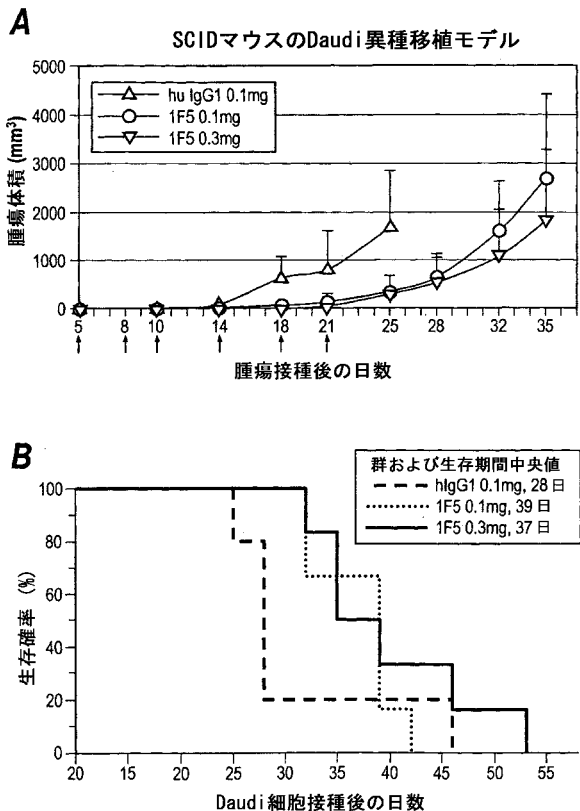 A
SCIDマウスのDaudi異種移植モデル
5000
4000
3000
2000
1000
0
腫瘍体積 (mm³)
hu IgG1 0.1mg
1F5 0.1mg
1F5 0.3mg
5 8 10 14 18 21 25 28 32 35
腫瘍接種後の日数
B
群および生存期間中央値
hIgG1 0.1mg, 28日
1F5 0.1mg, 39日
1F5 0.3mg, 37日
100
80
60
40
20
0
生存確率 (%)
20 25 30 35 40 45 50 55
Daudi細胞接種後の日数